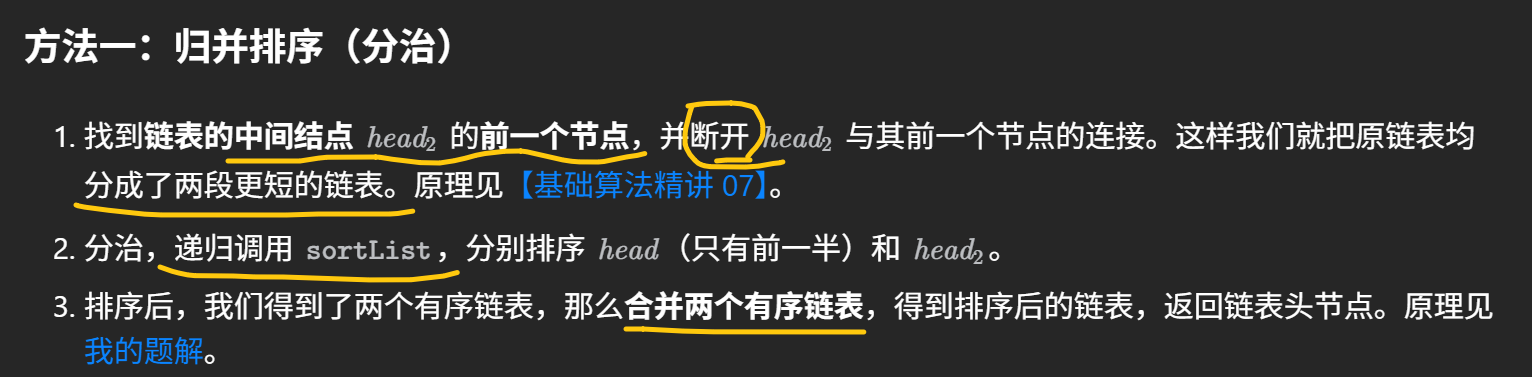 方法一：归并排序（分治）
1. 找到链表的中间结点 head₂ 的前一个节点，并断开 head₂ 与其前一个节点的连接。这样我们就把原链表均
分成了两段更短的链表。原理见【基础算法精讲 07】。
2. 分治，递归调用 sortList，分别排序 head（只有前一半）和 head₂。
3. 排序后，我们得到了两个有序链表，那么合并两个有序链表，得到排序后的链表，返回链表头节点。原理见
我的题解。